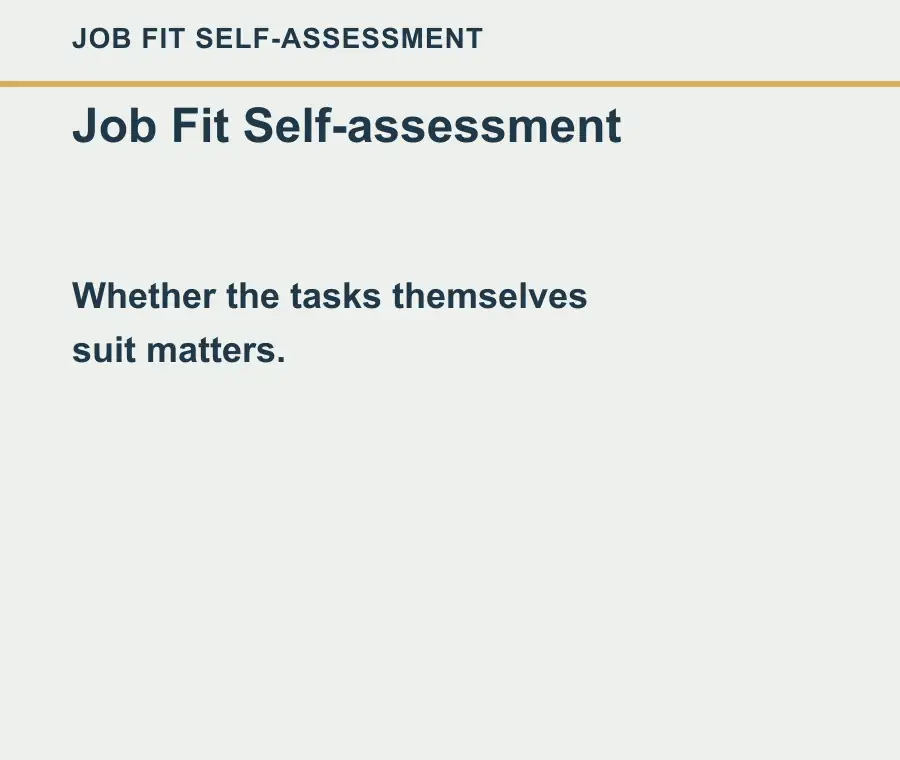 JOB FIT SELF-ASSESSMENT
Job Fit Self-assessment
Whether the tasks themselves
suit matters.